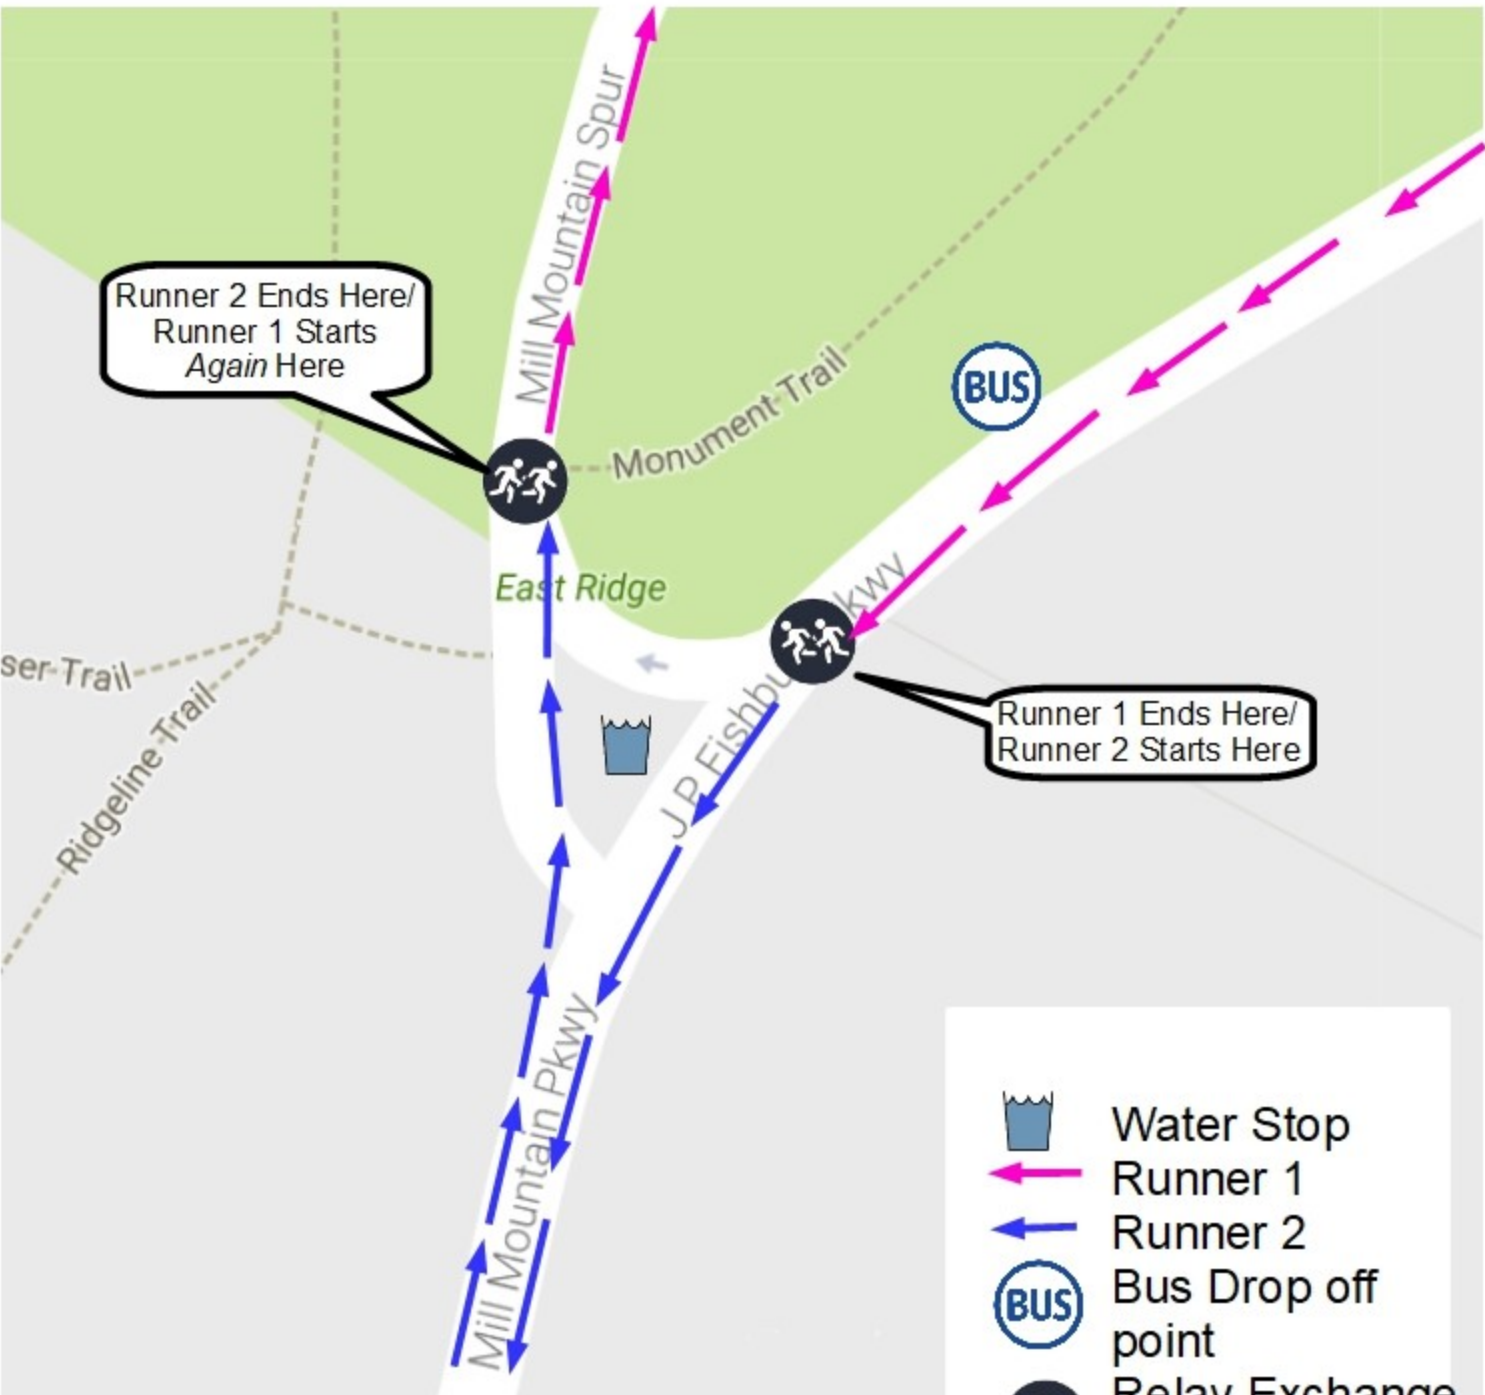 Mill Mountain Spur
Runner 2 Ends Here/
Runner 1 Starts
Again Here
BUS
Monument Trail
East Ridge
kwy
J P Fishbu
ser Trail
Ridgeline Trail
Runner 1 Ends Here/
Runner 2 Starts Here
Mill Mountain Pkwy
Water Stop
Runner 1
Runner 2
BUS
Bus Drop off
point
Relay Exchange